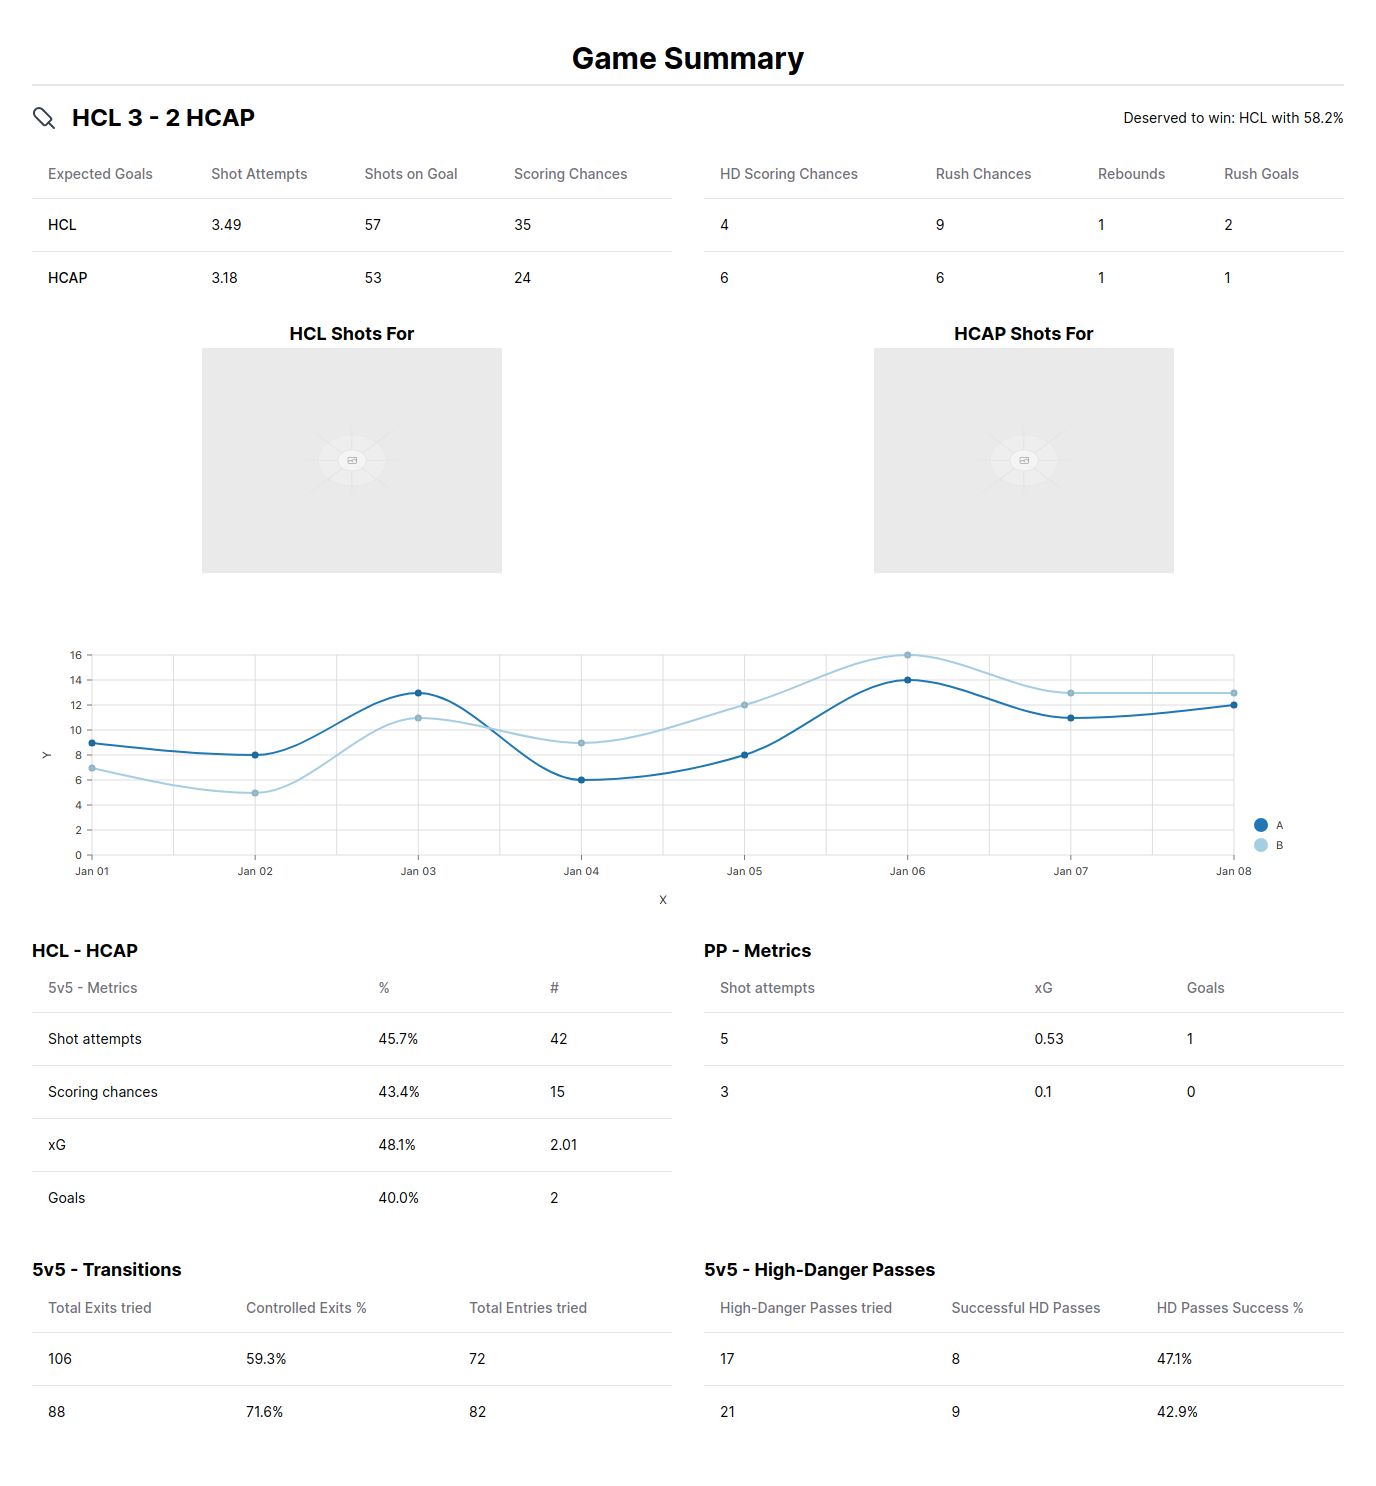 Game Summary
HCL 3 - 2 HCAP
Deserved to win: HCL with 58.2%
Expected Goals Shot Attempts Shots on Goal Scoring Chances
HCL 3.49 57 35
HCAP 3.18 53 24
HD Scoring Chances Rush Chances Rebounds Rush Goals
4 9 1 2
6 6 1 1
HCL Shots For
HCAP Shots For
16
14
12
10
8
6
4
2
0
Y
Jan 01 Jan 02 Jan 03 Jan 04 Jan 05 Jan 06 Jan 07 Jan 08
X
A
B
HCL - HCAP
5v5 - Metrics % #
Shot attempts 45.7% 42
Scoring chances 43.4% 15
xG 48.1% 2.01
Goals 40.0% 2
PP - Metrics
Shot attempts xG Goals
5 0.53 1
3 0.1 0
5v5 - Transitions
Total Exits tried Controlled Exits % Total Entries tried
106 59.3% 72
88 71.6% 82
5v5 - High-Danger Passes
High-Danger Passes tried Successful HD Passes HD Passes Success %
17 8 47.1%
21 9 42.9%